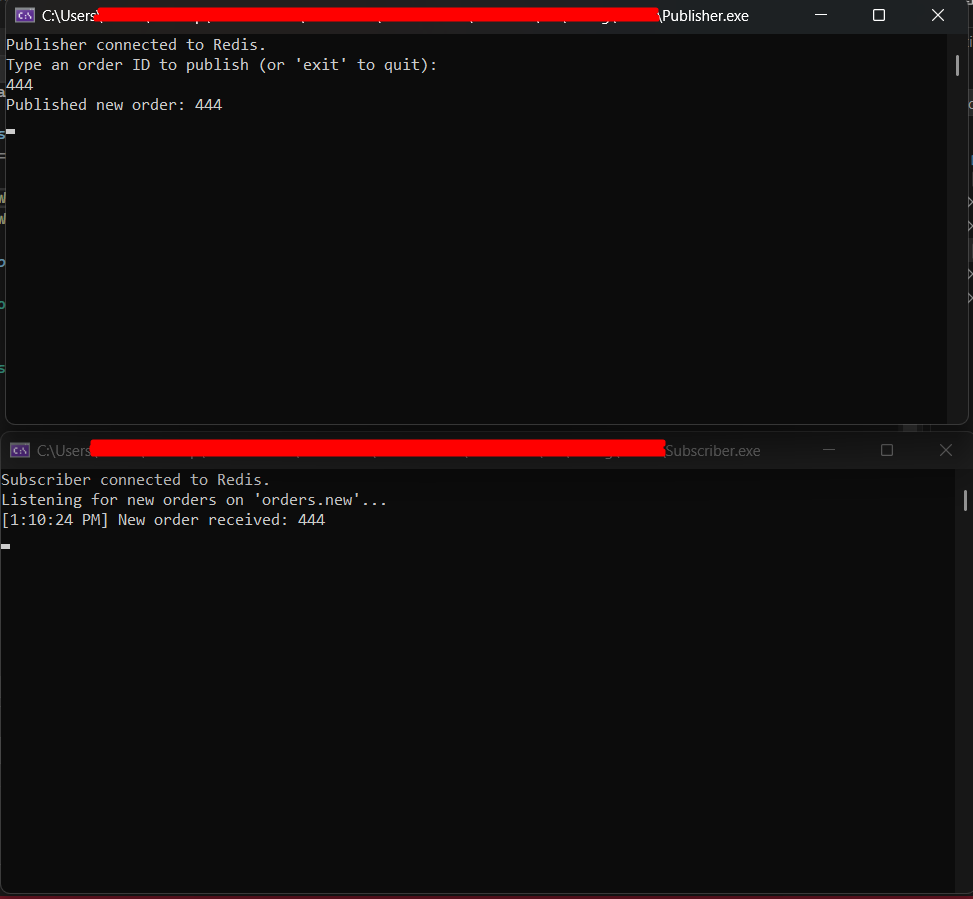 C:\Users\
\Publisher.exe
Publisher connected to Redis.
Type an order ID to publish (or 'exit' to quit):
444
Published new order: 444
C:\Users
Subscriber.exe
Subscriber connected to Redis.
Listening for new orders on 'orders.new'...
[1:10:24 PM] New order received: 444